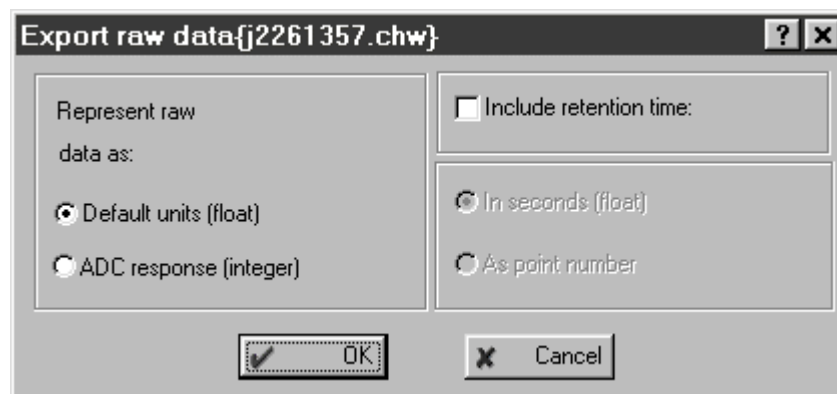 Export raw data{j2261357.chw}
Represent raw
data as:
Default units (float)
ADC response (integer)
Include retention time:
In seconds (float)
As point number
OK
Cancel